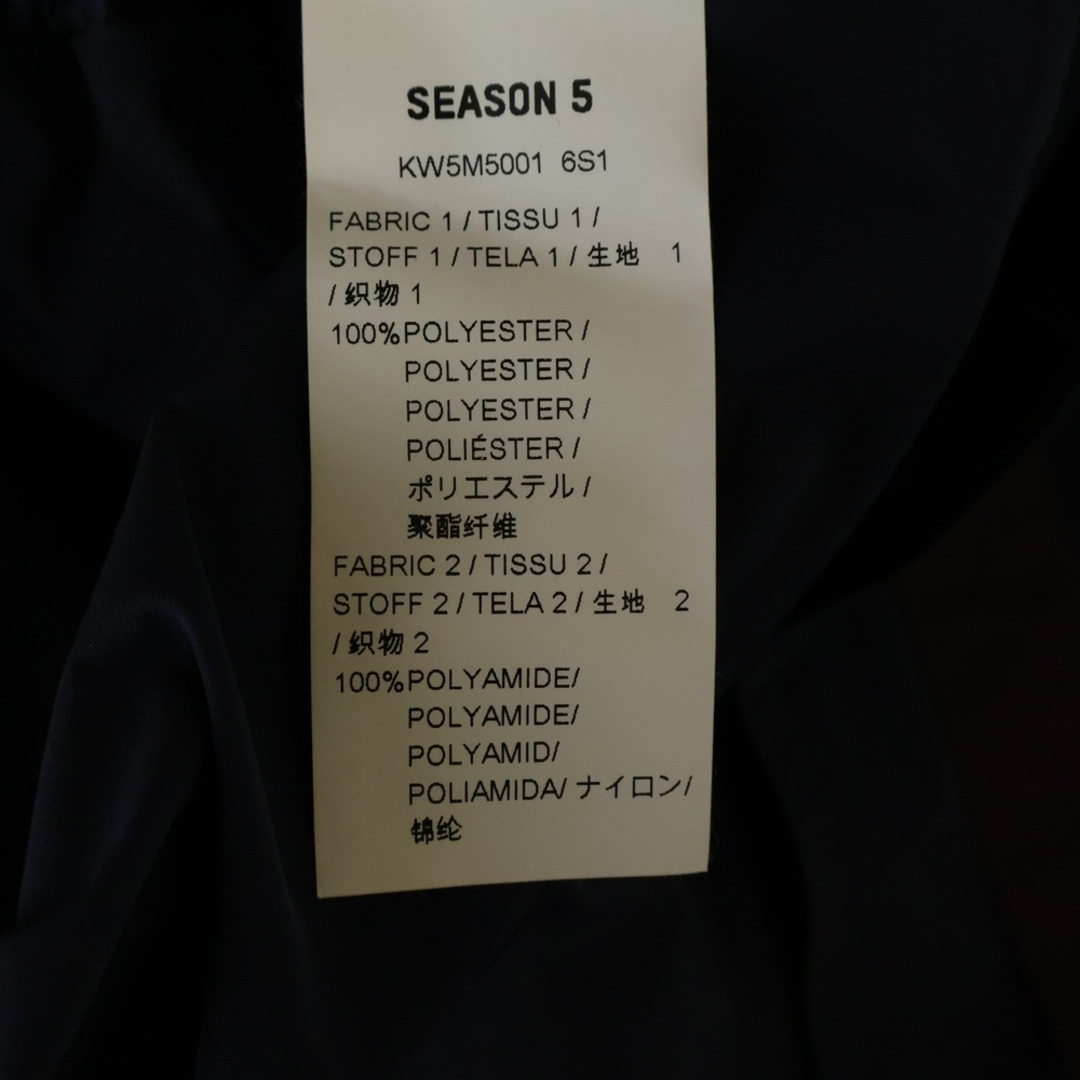 SEASON 5
KW5M5001 6S1
FABRIC 1 / TISSU 1 /
STOFF 1 / TELA 1 / 生地　1
/ 织物 1
100%POLYESTER /
POLYESTER /
POLYESTER /
POLIÉSTER /
ポリエステル /
聚酯纤维
FABRIC 2 / TISSU 2 /
STOFF 2 / TELA 2 / 生地　2
/ 织物 2
100%POLYAMIDE/
POLYAMIDE/
POLYAMID/
POLIAMIDA/ ナイロン/
锦纶